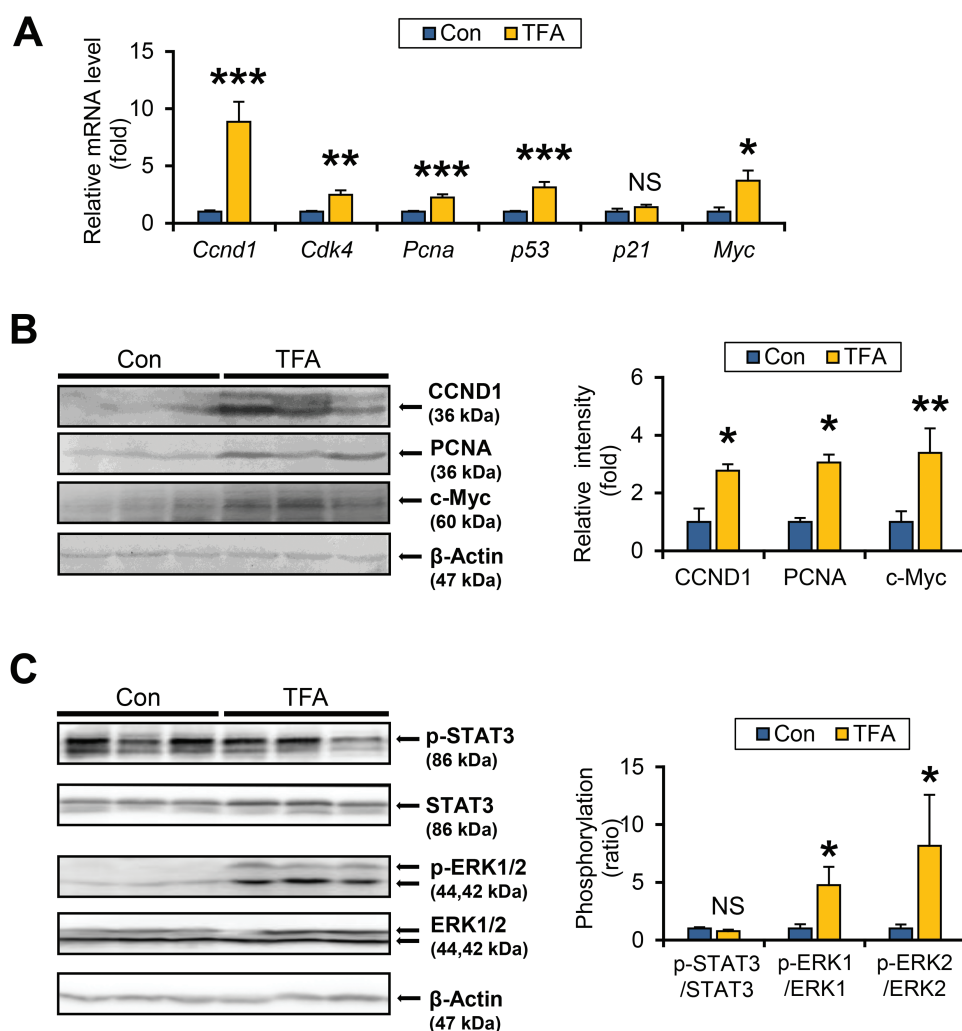 A
Con TFA
Relative mRNA level
(fold)
15
10
5
0
***
**
***
***
NS
*
Ccnd1 Cdk4 Pcna p53 p21 Myc
B
Con TFA
CCND1
(36 kDa)
PCNA
(36 kDa)
c-Myc
(60 kDa)
β-Actin
(47 kDa)
Con TFA
Relative intensity
(fold)
6
4
2
0
*
*
**
CCND1 PCNA c-Myc
C
Con TFA
p-STAT3
(86 kDa)
STAT3
(86 kDa)
p-ERK1/2
(44,42 kDa)
ERK1/2
(44,42 kDa)
β-Actin
(47 kDa)
Con TFA
Phosphorylation
(ratio)
15
10
5
0
NS
*
*
p-STAT3 p-ERK1 p-ERK2
/STAT3 /ERK1 /ERK2